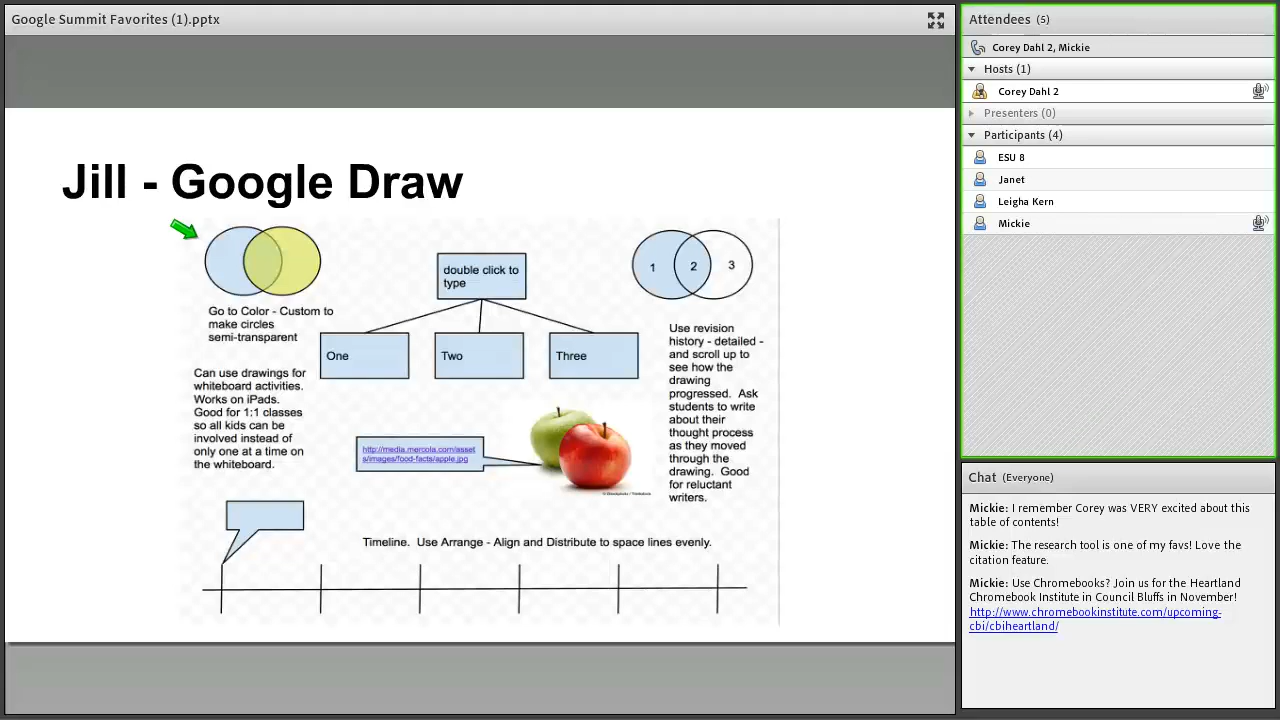 Google Summit Favorites (1).pptx
Jill - Google Draw
Go to Color - Custom to
make circles
semi-transparent
Can use drawings for
whiteboard activities.
Works on iPads.
Good for 1:1 classes
so all kids can be
involved instead of
only one at a time on
the whiteboard.
double click to
type
One
Two
Three
http://media.mercola.com/asset
s/images/food-facts/apple.jpg
1
2
3
Use revision
history - detailed -
and scroll up to
see how the
drawing
progressed. Ask
students to write
about their
thought process
as they moved
through the
drawing. Good
for reluctant
writers.
Timeline. Use Arrange - Align and Distribute to space lines evenly.
Attendees (5)
Corey Dahl 2, Mickie
Hosts (1)
Corey Dahl 2
Presenters (0)
Participants (4)
ESU 8
Janet
Leigha Kern
Mickie
Chat (Everyone)
Mickie: I remember Corey was VERY excited about this
table of contents!
Mickie: The research tool is one of my favs! Love the
citation feature.
Mickie: Use Chromebooks? Join us for the Heartland
Chromebook Institute in Council Bluffs in November!
http://www.chromebookinstitute.com/upcoming-
cbi/cbiheartland/